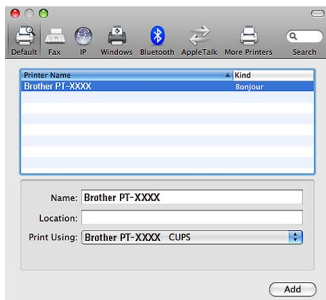 Default Fax IP Windows Bluetooth AppleTalk More Printers Search
Printer Name Kind
Brother PT-XXXX Bonjour
Name: Brother PT-XXXX
Location:
Print Using: Brother PT-XXXX CUPS
Add